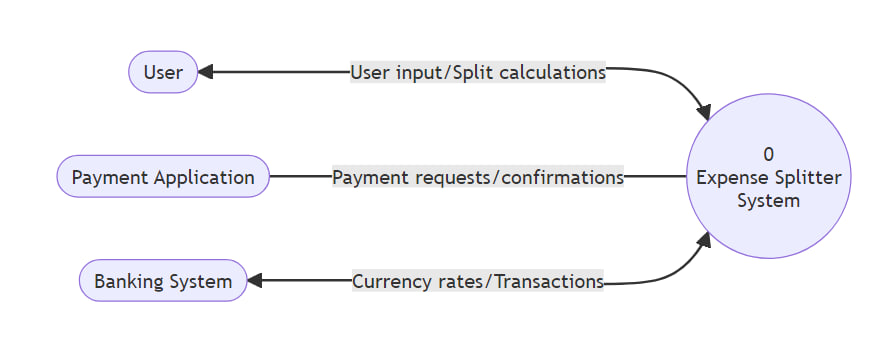 User
User input/Split calculations
Payment Application
Payment requests/confirmations
0
Expense Splitter
System
Banking System
Currency rates/Transactions